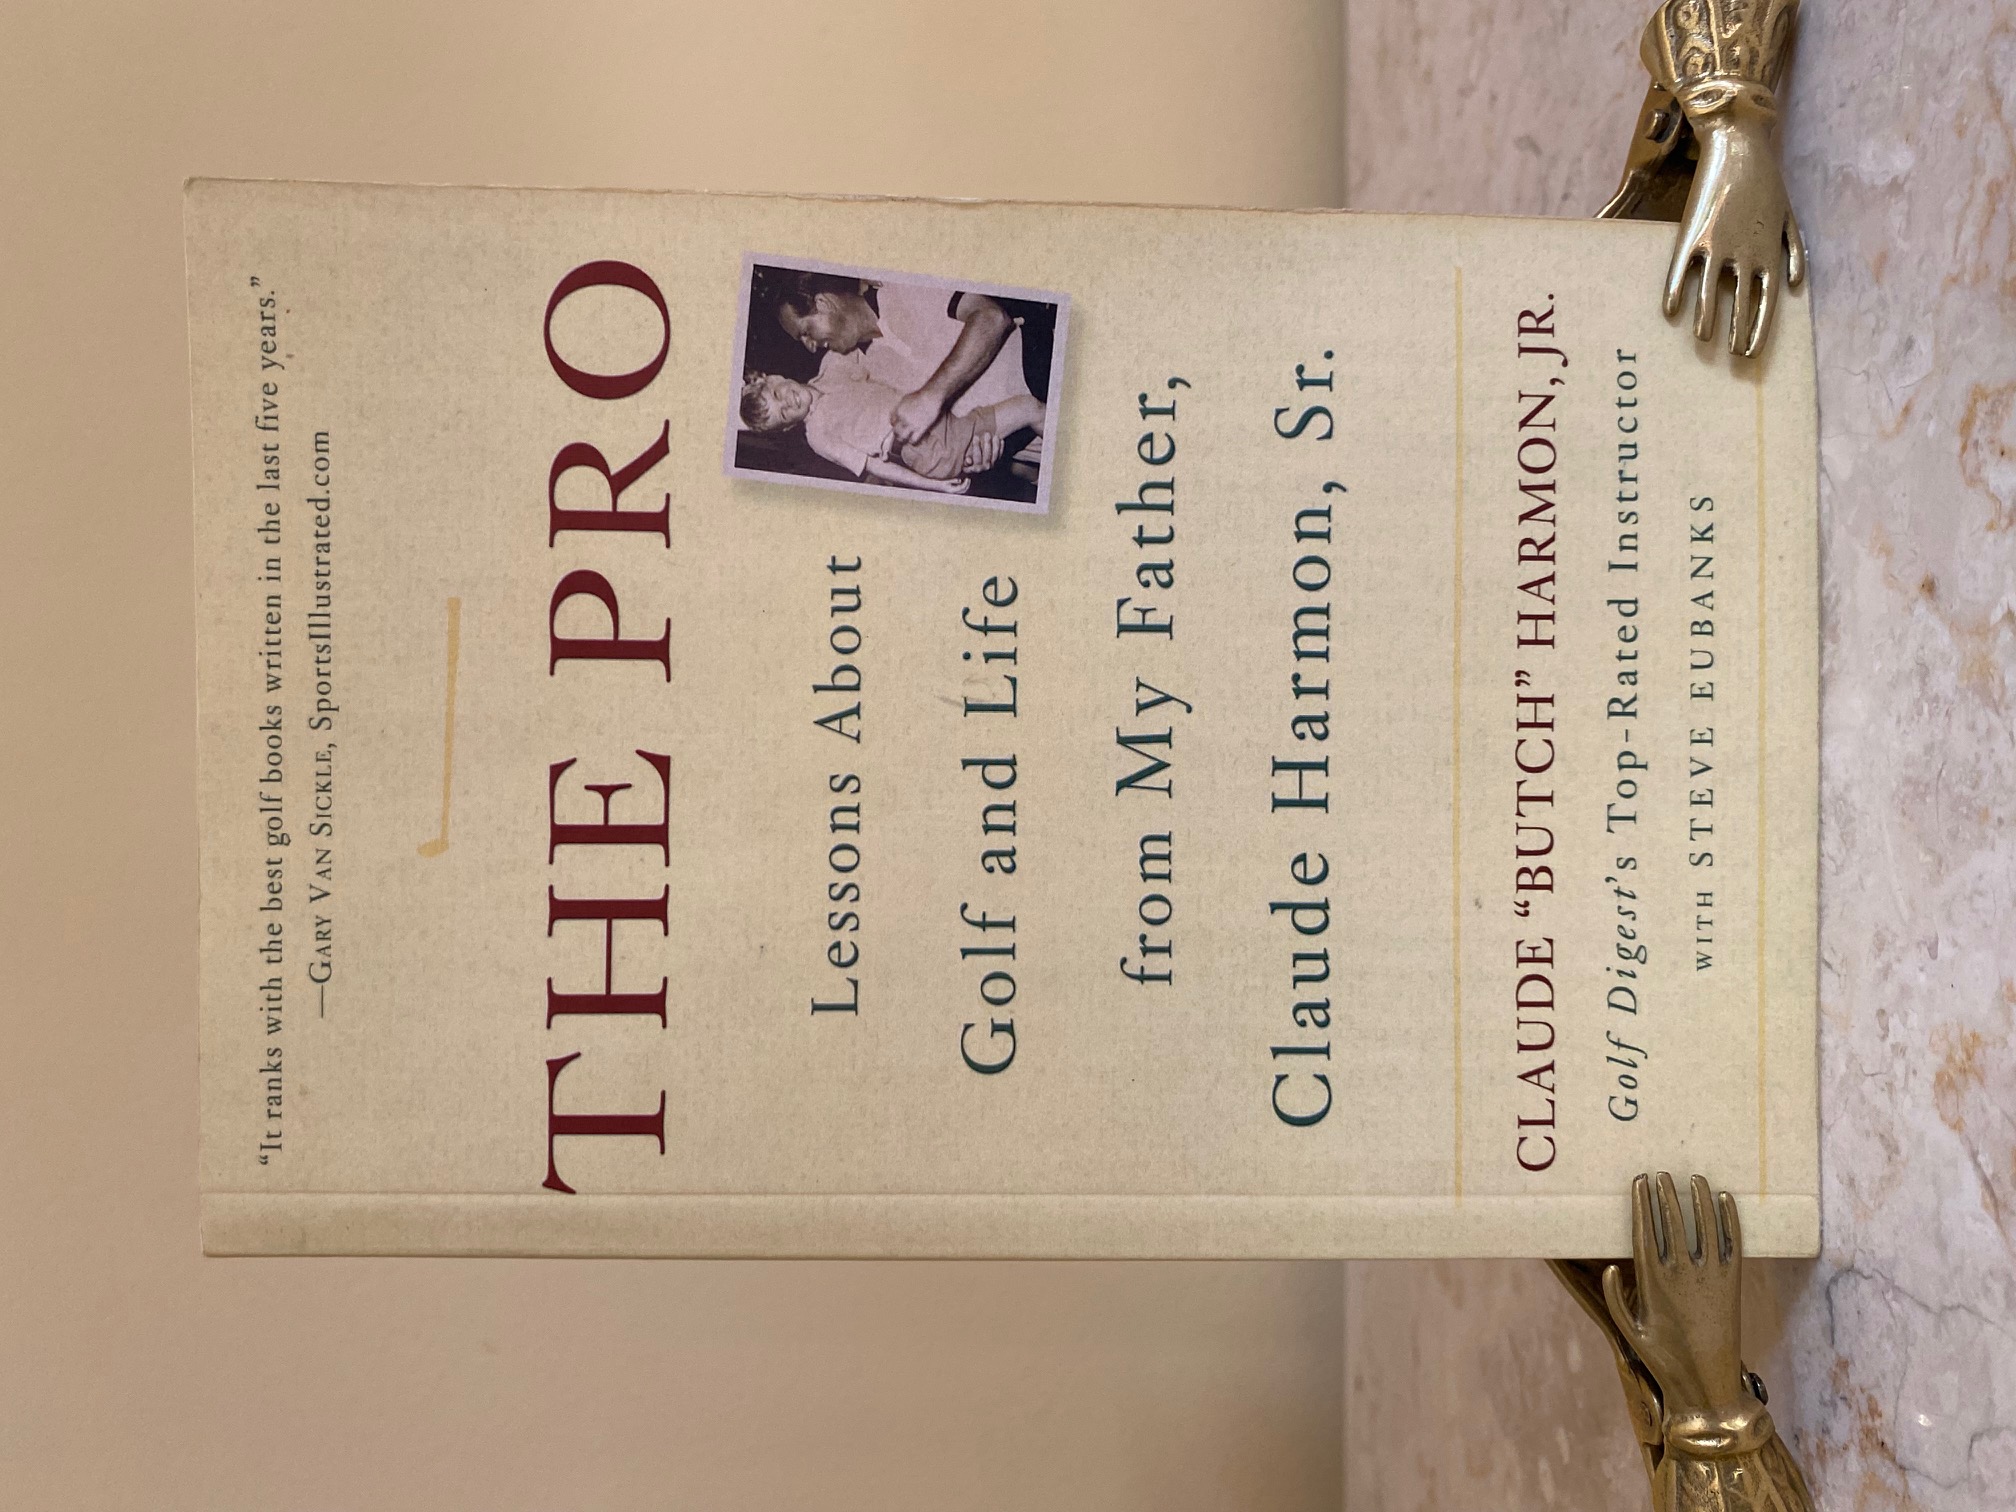 “It ranks with the best golf books written in the last five years.”
—GARY VAN SICKLE, SportsIllustrated.com
THE PRO
Lessons About
Golf and Life
from My Father,
Claude Harmon, Sr.
CLAUDE “BUTCH” HARMON, JR.
Golf Digest’s Top-Rated Instructor
WITH STEVE EUBANKS